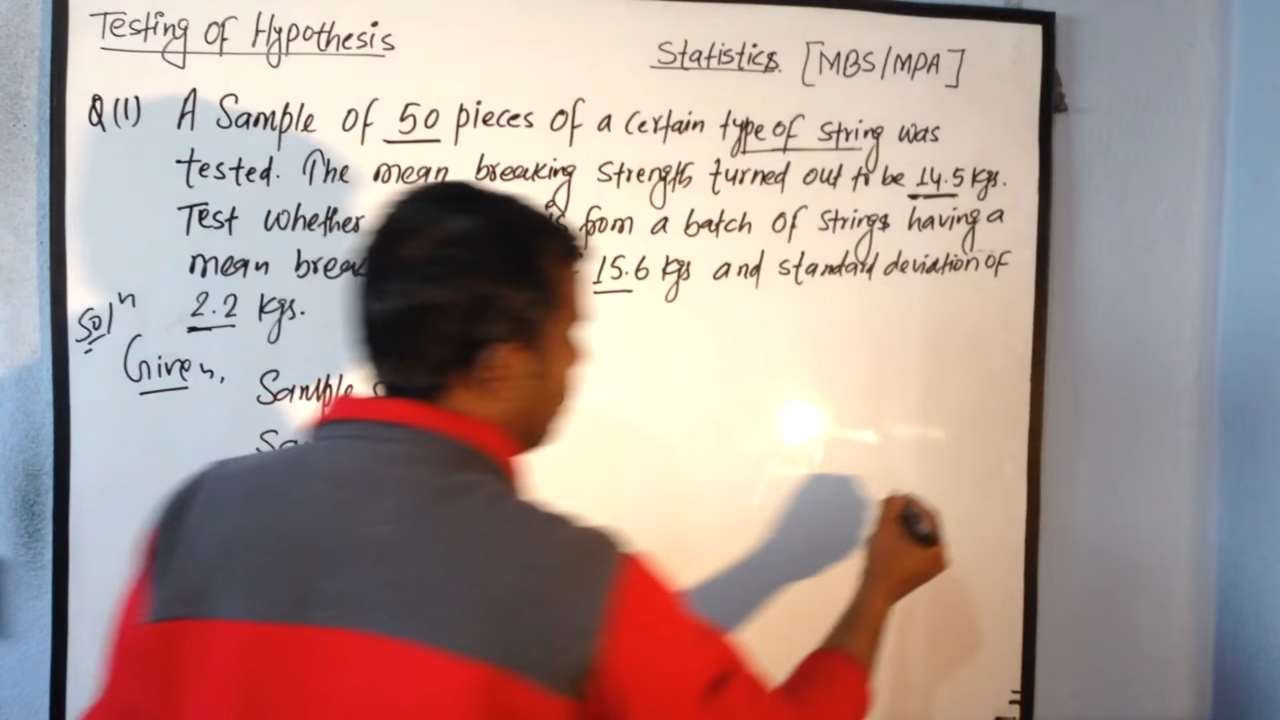 Testing of Hypothesis
Statistics [MBS/MPA]
Q(1) A Sample of 50 pieces of a certain type of string was
tested. The mean breaking strength turned out to be 14.5 kgs.
Test whether from a batch of strings having a
mean 15.6 kgs and standard deviation of
Solⁿ 2.2 kgs.
Given,
Sample